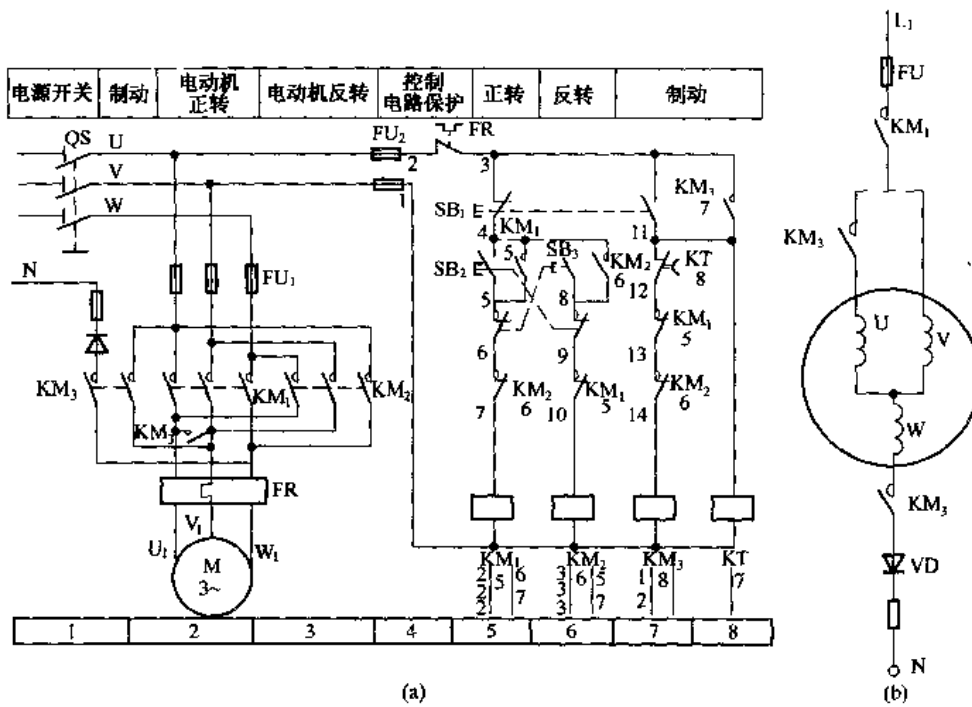 电源开关 制动 电动机正转 电动机反转 控制电路保护 正转 反转 制动
QS U FU2 2 FR 3
V 1
W
N
FU1
KM3 KM1 KM2
KM3
FR
U1 V1 W1
M
3~
SB1 4 KM1 5 11 KM3 7
SB2 SB3 KM2 6 12 KT 8
5 8
6 9 13 KM1 5
7 KM2 6 10 KM1 5 14 KM2 6
KM1 KM2 KM3 KT
2 5 6 3 6 5 1 8 7
2 7 3 7 2
2 3
1 2 3 4 5 6 7 8
(a)
L1
FU
KM1
KM3
U V
W
KM3
VD
N
(b)